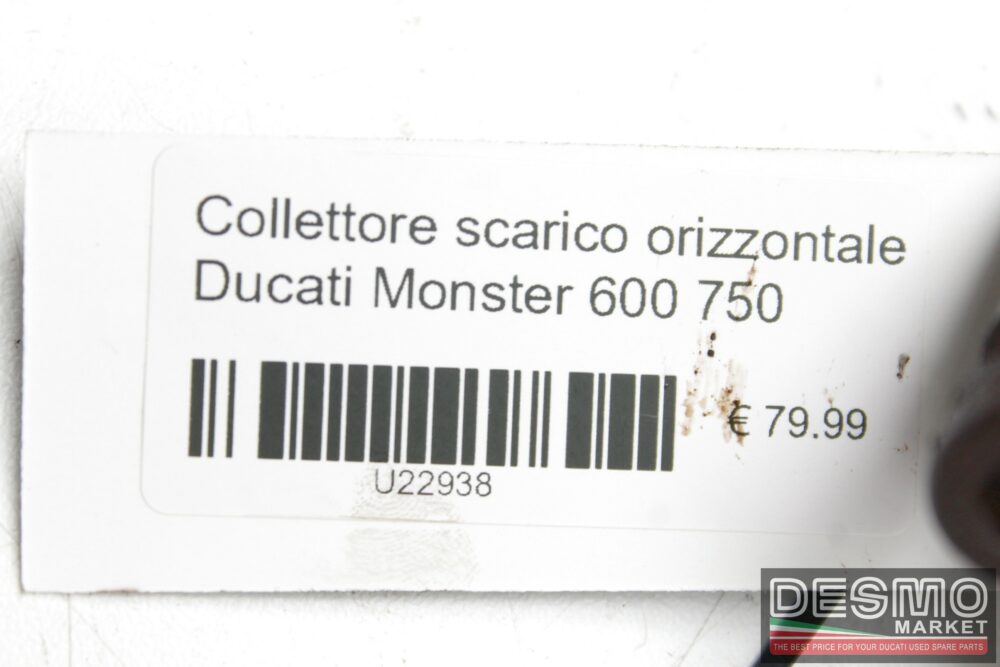 Collettore scarico orizzontale
Ducati Monster 600 750
€ 79.99
U22938
DESMO
MARKET
THE BEST PRICE FOR YOUR DUCATI USED SPARE PARTS